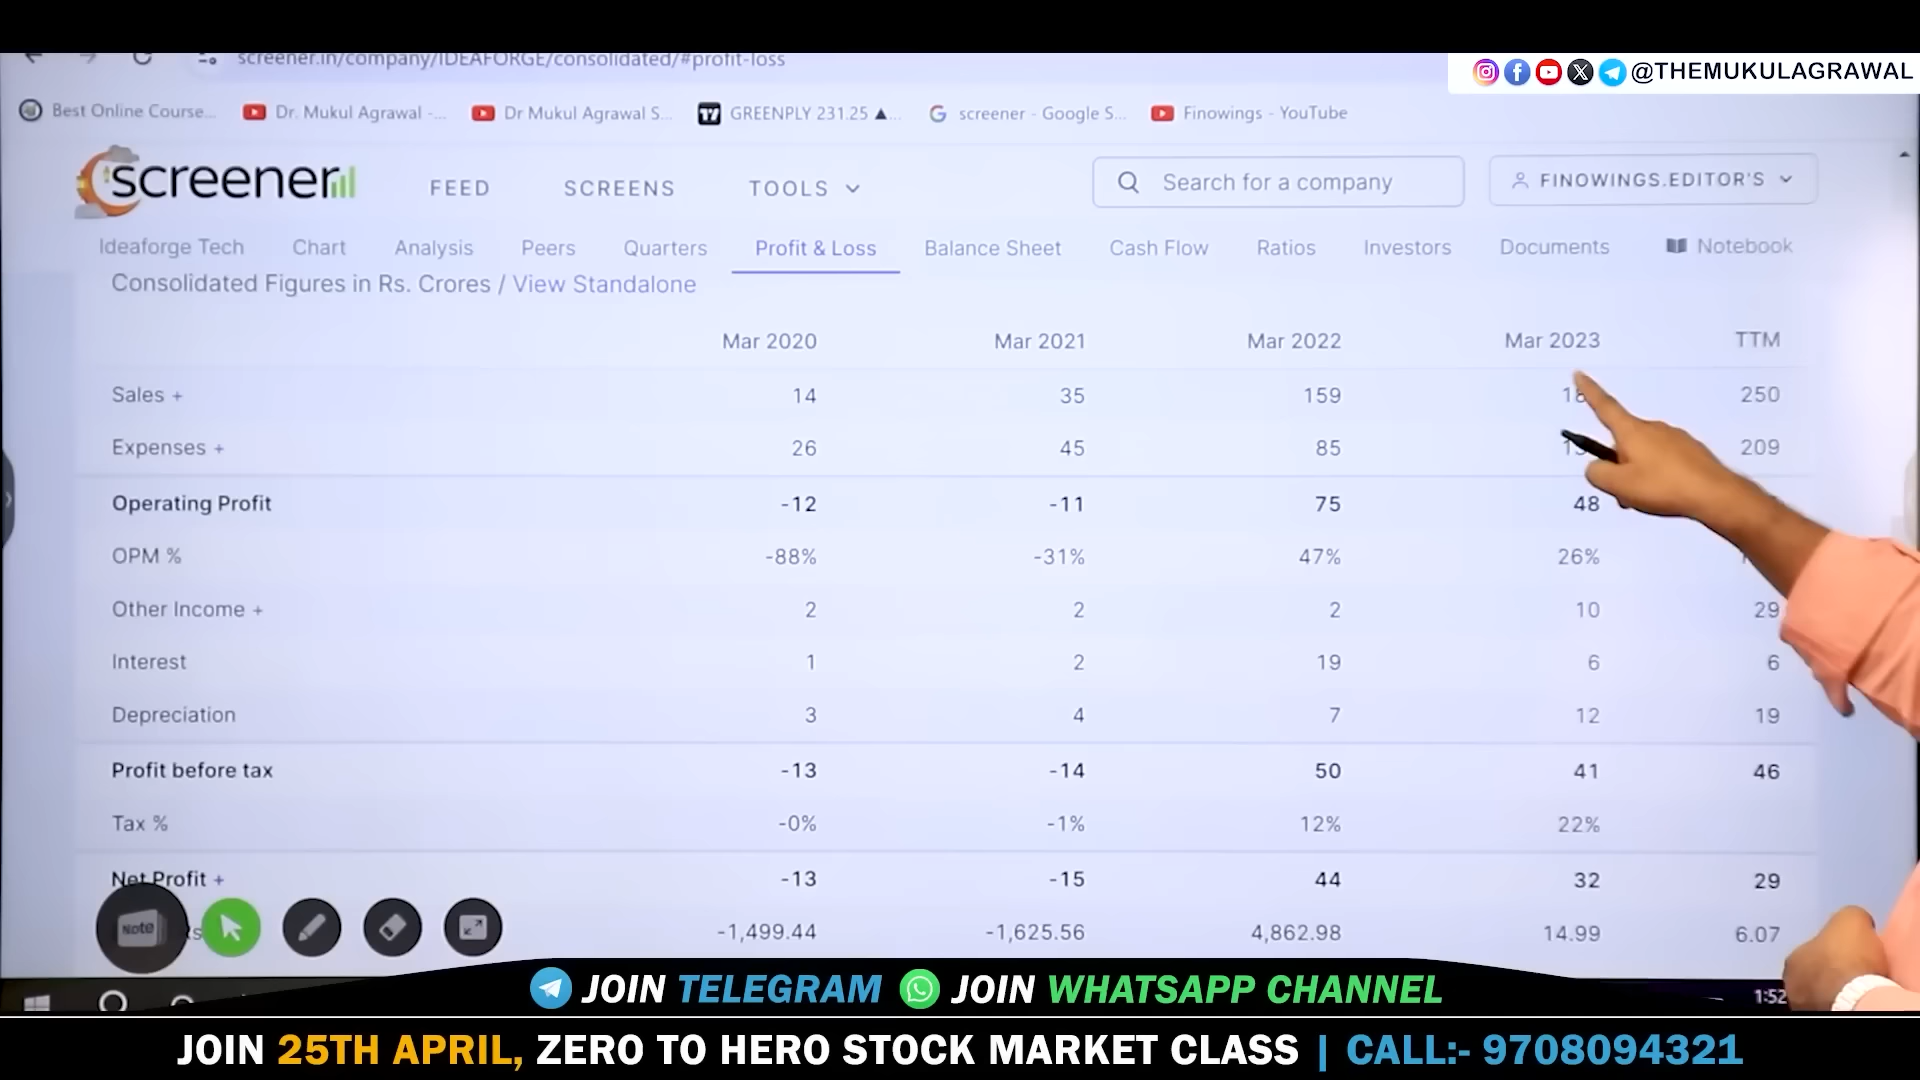 screener.in/company/IDEAFORGE/consolidated/#profit-loss
@THEMUKULAGRAWAL
Best Online Course... Dr. Mukul Agrawal -... Dr Mukul Agrawal S... GREENPLY 231.25 ▲... screener - Google S... Finowings - YouTube
screener FEED SCREENS TOOLS Search for a company FINOWINGS.EDITOR'S
Ideaforge Tech Chart Analysis Peers Quarters Profit & Loss Balance Sheet Cash Flow Ratios Investors Documents Notebook
Consolidated Figures in Rs. Crores / View Standalone
Mar 2020 Mar 2021 Mar 2022 Mar 2023 TTM
Sales + 14 35 159 250
Expenses + 26 45 85 209
Operating Profit -12 -11 75 48
OPM % -88% -31% 47% 26%
Other Income + 2 2 2 10 29
Interest 1 2 19 6 6
Depreciation 3 4 7 12 19
Profit before tax -13 -14 50 41 46
Tax % -0% -1% 12% 22%
Net Profit + -13 -15 44 32 29
-1,499.44 -1,625.56 4,862.98 14.99 6.07
Note
JOIN TELEGRAM JOIN WHATSAPP CHANNEL
1:52
JOIN 25TH APRIL, ZERO TO HERO STOCK MARKET CLASS | CALL:- 9708094321